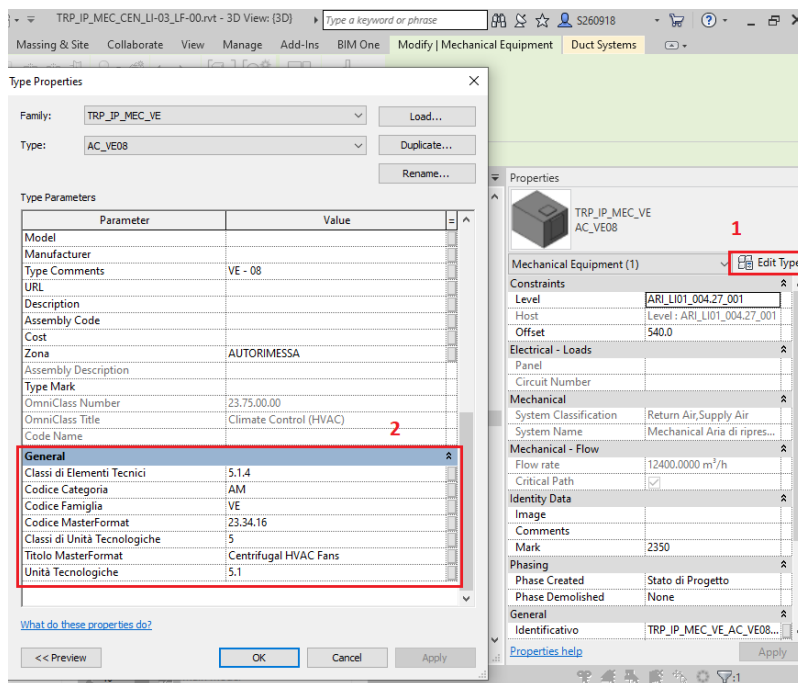 TRP_IP_MEC_CEN_LI-03_LF-00.rvt - 3D View: {3D}
Type a keyword or phrase
S260918
Massing & Site Collaborate View Manage Add-Ins BIM One Modify | Mechanical Equipment Duct Systems
Type Properties
Family: TRP_IP_MEC_VE Load...
Type: AC_VE08 Duplicate...
Rename...
Type Parameters
Parameter Value =
Model
Manufacturer
Type Comments VE - 08
URL
Description
Assembly Code
Cost
Zona AUTORIMESSA
Assembly Description
Type Mark
OmniClass Number 23.75.00.00
OmniClass Title Climate Control (HVAC)
Code Name
2
General
Classi di Elementi Tecnici 5.1.4
Codice Categoria AM
Codice Famiglia VE
Codice MasterFormat 23.34.16
Classi di Unità Tecnologiche 5
Titolo MasterFormat Centrifugal HVAC Fans
Unità Tecnologiche 5.1
What do these properties do?
<< Preview OK Cancel Apply
Properties
TRP_IP_MEC_VE
AC_VE08
1
Mechanical Equipment (1) Edit Type
Constraints
Level ARI_LI01_004.27_001
Host Level : ARI_LI01_004.27_001
Offset 540.0
Electrical - Loads
Panel
Circuit Number
Mechanical
System Classification Return Air,Supply Air
System Name Mechanical Aria di ripres...
Mechanical - Flow
Flow rate 12400.0000 m³/h
Critical Path
Identity Data
Image
Comments
Mark 2350
Phasing
Phase Created Stato di Progetto
Phase Demolished None
General
Identificativo TRP_IP_MEC_VE_AC_VE08...
Properties help Apply
:1